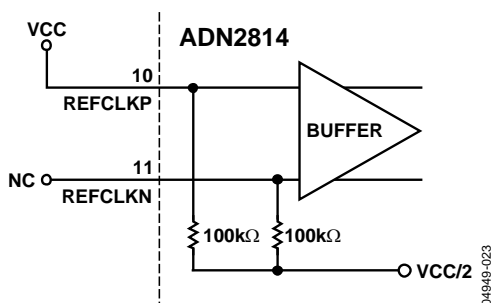 VCC
ADN2814
10
REFCLKP
BUFFER
11
NC
REFCLKN
100kΩ 100kΩ
VCC/2
04949-023